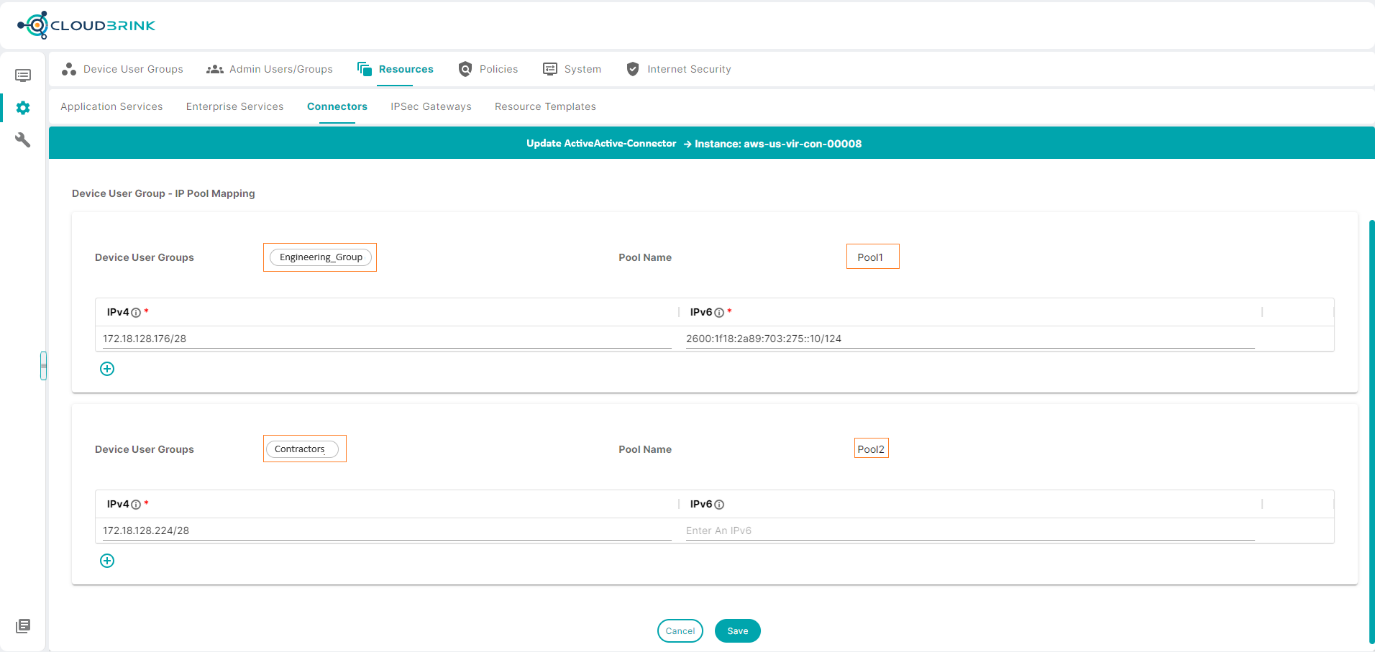 CLOUDBRINK
Device User Groups Admin Users/Groups Resources Policies System Internet Security
Application Services Enterprise Services Connectors IPSec Gateways Resource Templates
Update ActiveActive-Connector → Instance: aws-us-vir-con-00008
Device User Group - IP Pool Mapping
Device User Groups Engineering_Group Pool Name Pool1
IPv4 * IPv6 *
172.18.128.176/28 2600:1f18:2a89:703:275::10/124
Device User Groups Contractors Pool Name Pool2
IPv4 * IPv6
172.18.128.224/28 Enter An IPv6
Cancel Save